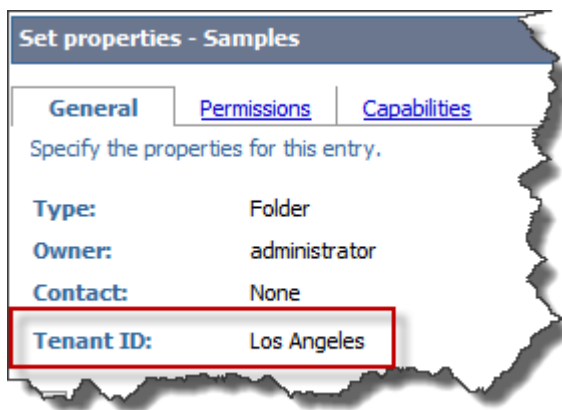 Set properties - Samples
General Permissions Capabilities
Specify the properties for this entry.
Type: Folder
Owner: administrator
Contact: None
Tenant ID: Los Angeles